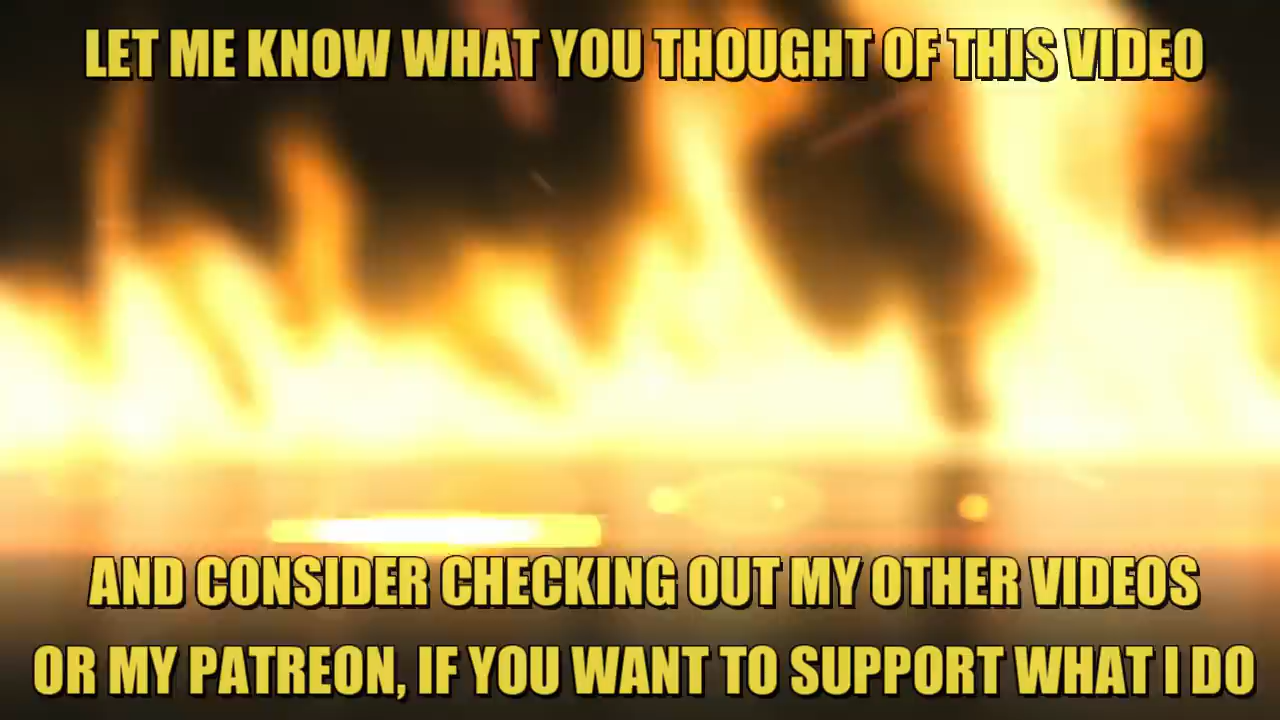 LET ME KNOW WHAT YOU THOUGHT OF THIS VIDEO
AND CONSIDER CHECKING OUT MY OTHER VIDEOS
OR MY PATREON, IF YOU WANT TO SUPPORT WHAT I DO